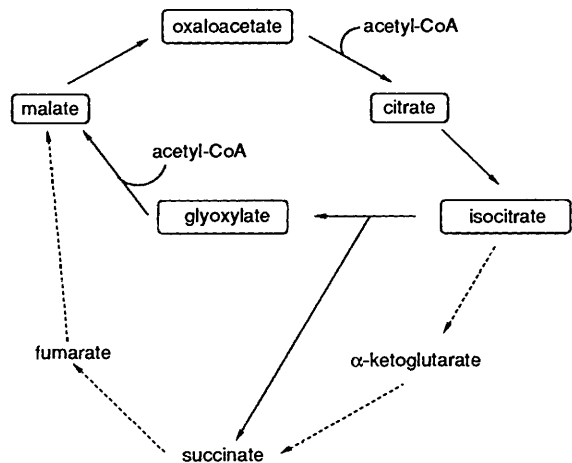 oxaloacetate
acetyl-CoA
malate
citrate
acetyl-CoA
glyoxylate
isocitrate
fumarate
α-ketoglutarate
succinate